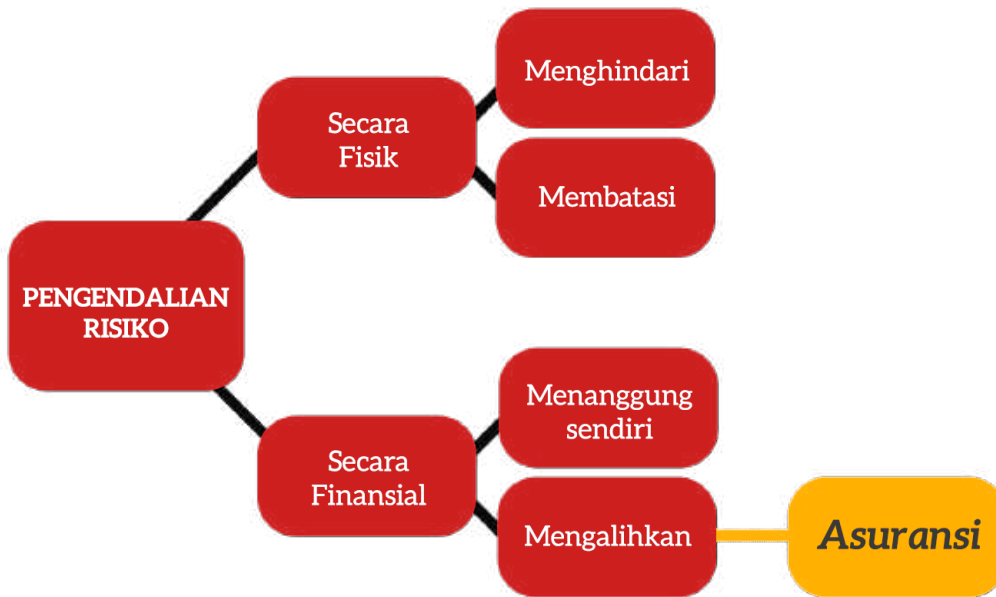 PENGENDALIAN
RISIKO
Secara
Fisik
Menghindari
Membatasi
Secara
Finansial
Menanggung
sendiri
Mengalihkan
Asuransi